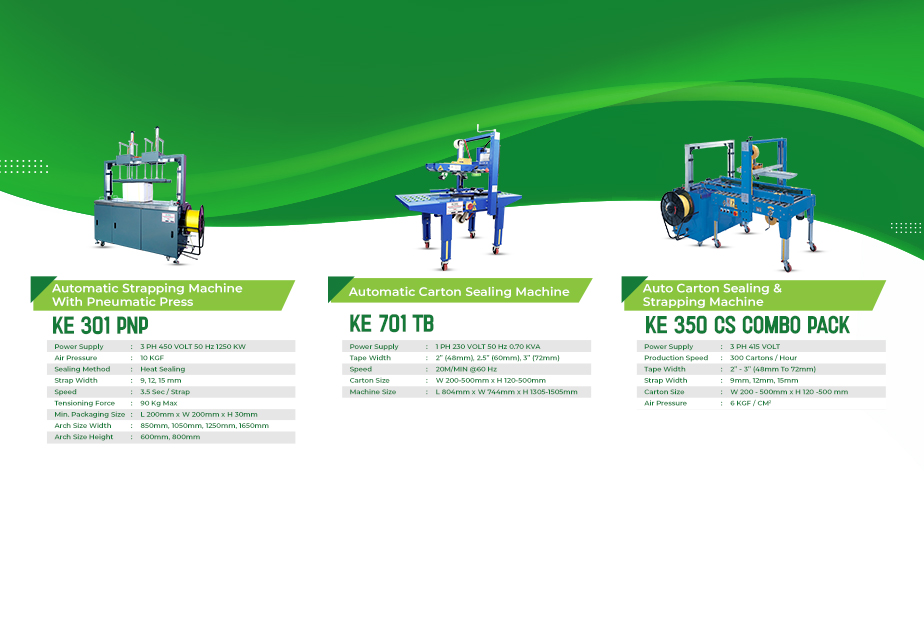 Automatic Strapping Machine
With Pneumatic Press
KE 301 PNP
Power Supply : 3 PH 450 VOLT 50 Hz 1250 KW
Air Pressure : 10 KGF
Sealing Method : Heat Sealing
Strap Width : 9, 12, 15 mm
Speed : 3.5 Sec / Strap
Tensioning Force : 90 Kg Max
Min. Packaging Size : L 200mm x W 200mm x H 30mm
Arch Size Width : 850mm, 1050mm, 1250mm, 1650mm
Arch Size Height : 600mm, 800mm
Automatic Carton Sealing Machine
KE 701 TB
Power Supply : 1 PH 230 VOLT 50 Hz 0.70 KVA
Tape Width : 2” (48mm), 2.5” (60mm), 3” (72mm)
Speed : 20M/MIN @60 Hz
Carton Size : W 200-500mm x H 120-500mm
Machine Size : L 804mm x W 744mm x H 1305-1505mm
Auto Carton Sealing &
Strapping Machine
KE 350 CS COMBO PACK
Power Supply : 3 PH 415 VOLT
Production Speed : 300 Cartons / Hour
Tape Width : 2” – 3” (48mm To 72mm)
Strap Width : 9mm, 12mm, 15mm
Carton Size : W 200 - 500mm x H 120 -500 mm
Air Pressure : 6 KGF / CM²